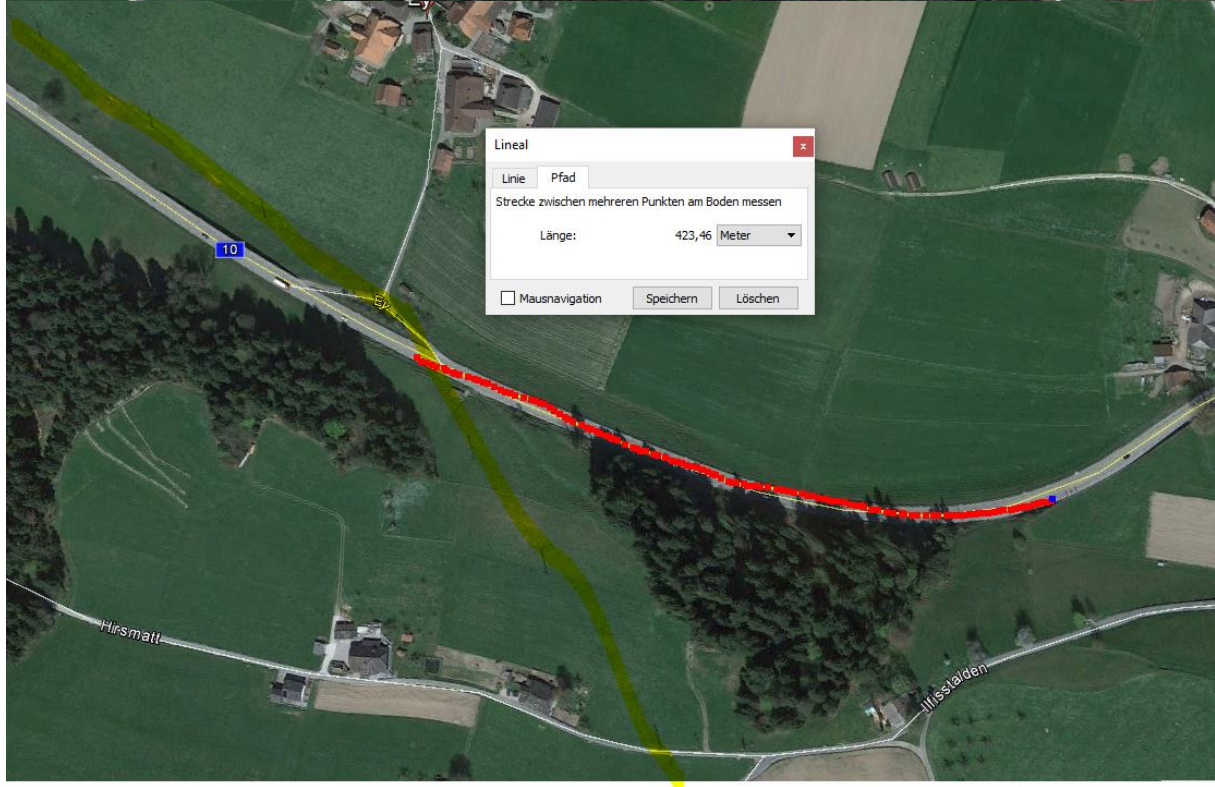 Ey
Lineal
x
Linie Pfad
Strecke zwischen mehreren Punkten am Boden messen
Länge: 423,46 Meter
Mausnavigation Speichern Löschen
10
Ey
Hirsmatt
Ilfisstalden